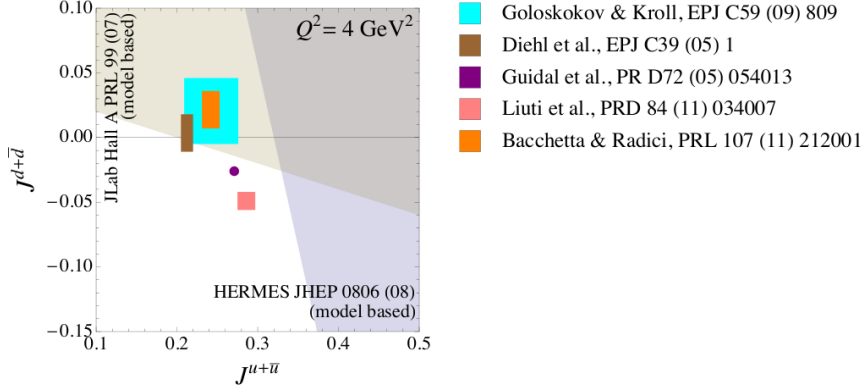 0.10
0.05
0.00
−0.05
−0.10
−0.15
0.1
0.2
0.3
0.4
0.5
J^{d+d̅}
J^{u+u̅}
Q² = 4 GeV²
JLab Hall A PRL 99 (07)
(model based)
HERMES JHEP 0806 (08)
(model based)
Goloskokov & Kroll, EPJ C59 (09) 809
Diehl et al., EPJ C39 (05) 1
Guidal et al., PR D72 (05) 054013
Liuti et al., PRD 84 (11) 034007
Bacchetta & Radici, PRL 107 (11) 212001